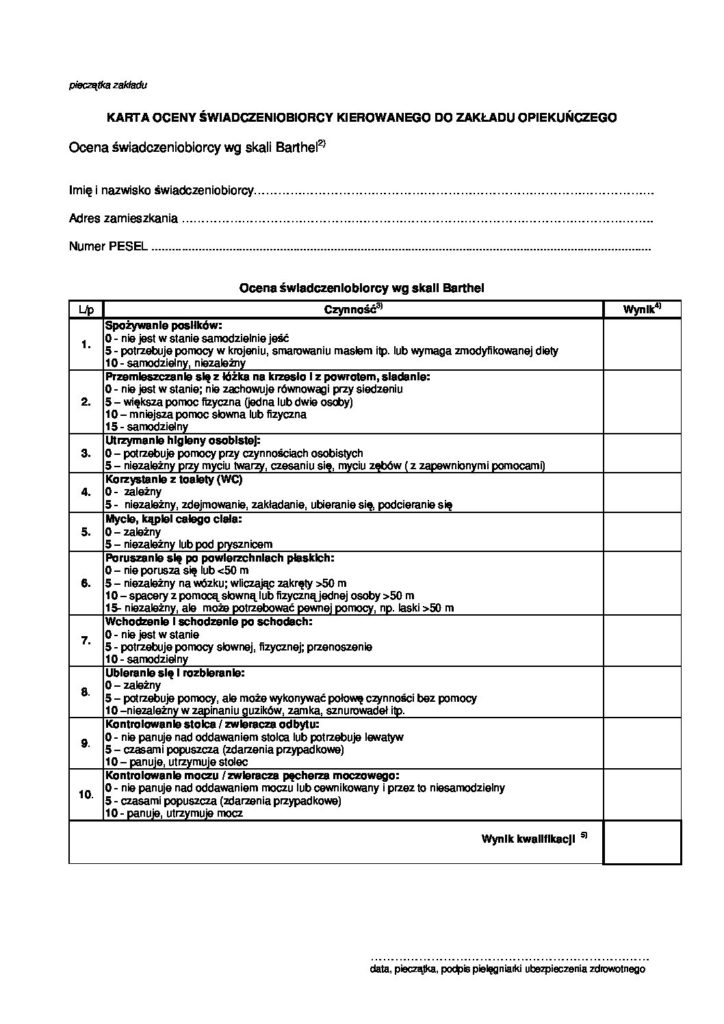 pieczątka zakładu
KARTA OCENY ŚWIADCZENIOBIORCY KIEROWANEGO DO ZAKŁADU OPIEKUŃCZEGO
Ocena świadczeniobiorcy wg skali Barthel2)
Imię i nazwisko świadczeniobiorcy……………………………………………………………………………………
Adres zamieszkania ……………………………………………………………………………………………………..
Numer PESEL ......................................................................................................................................................
Ocena świadczeniobiorcy wg skali Barthel
L/p Czynność3) Wynik4)
1. Spożywanie posiłków:
0 - nie jest w stanie samodzielnie jeść
5 - potrzebuje pomocy w krojeniu, smarowaniu masłem itp. lub wymaga zmodyfikowanej diety
10 - samodzielny, niezależny
2. Przemieszczanie się z łóżka na krzesło i z powrotem, siadanie:
0 - nie jest w stanie; nie zachowuje równowagi przy siedzeniu
5 – większa pomoc fizyczna (jedna lub dwie osoby)
10 – mniejsza pomoc słowna lub fizyczna
15 - samodzielny
3. Utrzymanie higieny osobistej:
0 – potrzebuje pomocy przy czynnościach osobistych
5 – niezależny przy myciu twarzy, czesaniu się, myciu zębów ( z zapewnionymi pomocami)
4. Korzystanie z toalety (WC)
0 - zależny
5 - niezależny, zdejmowanie, zakładanie, ubieranie się, podcieranie się
5. Mycie, kąpiel całego ciała:
0 – zależny
5 – niezależny lub pod prysznicem
6. Poruszanie się po powierzchniach płaskich:
0 – nie porusza się lub <50 m
5 – niezależny na wózku; wliczając zakręty >50 m
10 – spacery z pomocą słowną lub fizyczną jednej osoby >50 m
15- niezależny, ale może potrzebować pewnej pomocy, np. laski >50 m
7. Wchodzenie i schodzenie po schodach:
0 - nie jest w stanie
5 - potrzebuje pomocy słownej, fizycznej; przenoszenie
10 - samodzielny
8. Ubieranie się i rozbieranie:
0 – zależny
5 – potrzebuje pomocy, ale może wykonywać połowę czynności bez pomocy
10 –niezależny w zapinaniu guzików, zamka, sznurowadeł itp.
9. Kontrolowanie stolca / zwieracza odbytu:
0 - nie panuje nad oddawaniem stolca lub potrzebuje lewatyw
5 – czasami popuszcza (zdarzenia przypadkowe)
10 – panuje, utrzymuje stolec
10. Kontrolowanie moczu / zwieracza pęcherza moczowego:
0 - nie panuje nad oddawaniem moczu lub cewnikowany i przez to niesamodzielny
5 - czasami popuszcza (zdarzenia przypadkowe)
10 - panuje, utrzymuje mocz
Wynik kwalifikacji 5)
…………………………………………………………….
data, pieczątka, podpis pielęgniarki ubezpieczenia zdrowotnego